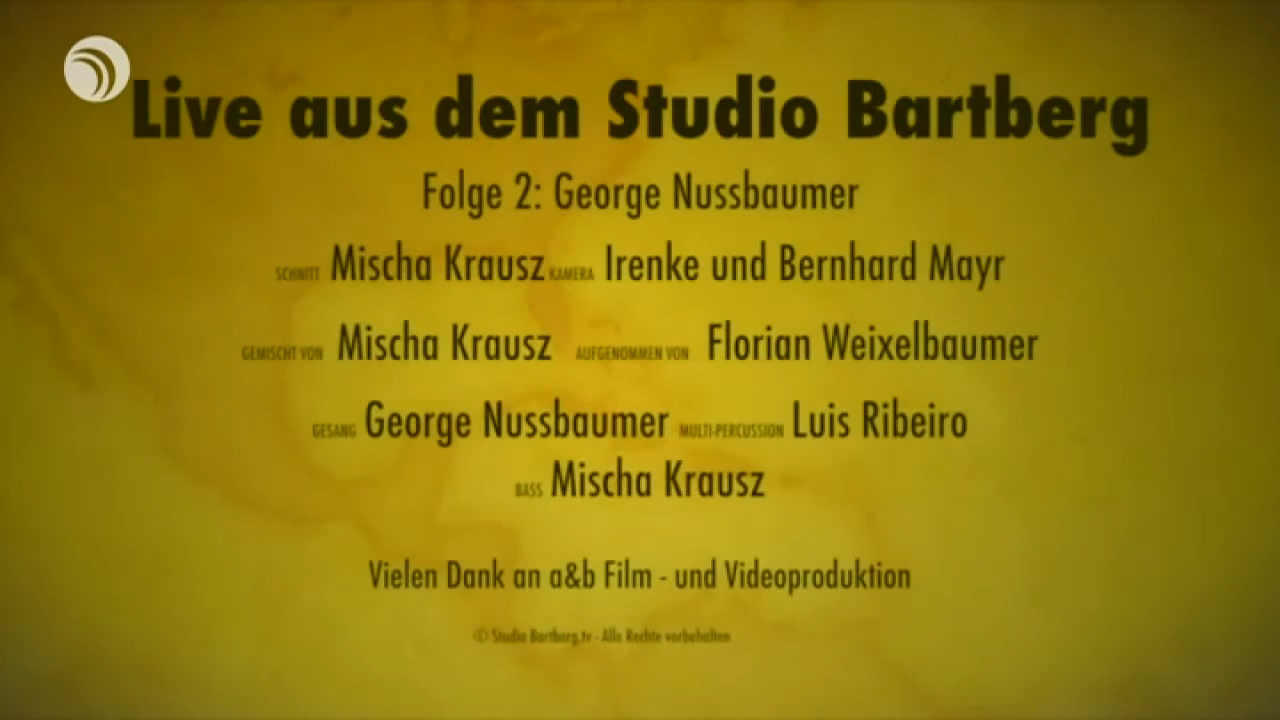 Live aus dem Studio Bartberg
Folge 2: George Nussbaumer
SCHNITT Mischa Krausz KAMERA Irenke und Bernhard Mayr
GEMISCHT VON Mischa Krausz AUFGENOMMEN VON Florian Weixelbaumer
GESANG George Nussbaumer MULTI-PERCUSSION Luis Ribeiro
BASS Mischa Krausz
Vielen Dank an a&b Film - und Videoproduktion
© Studio Bartberg.tv - Alle Rechte vorbehalten